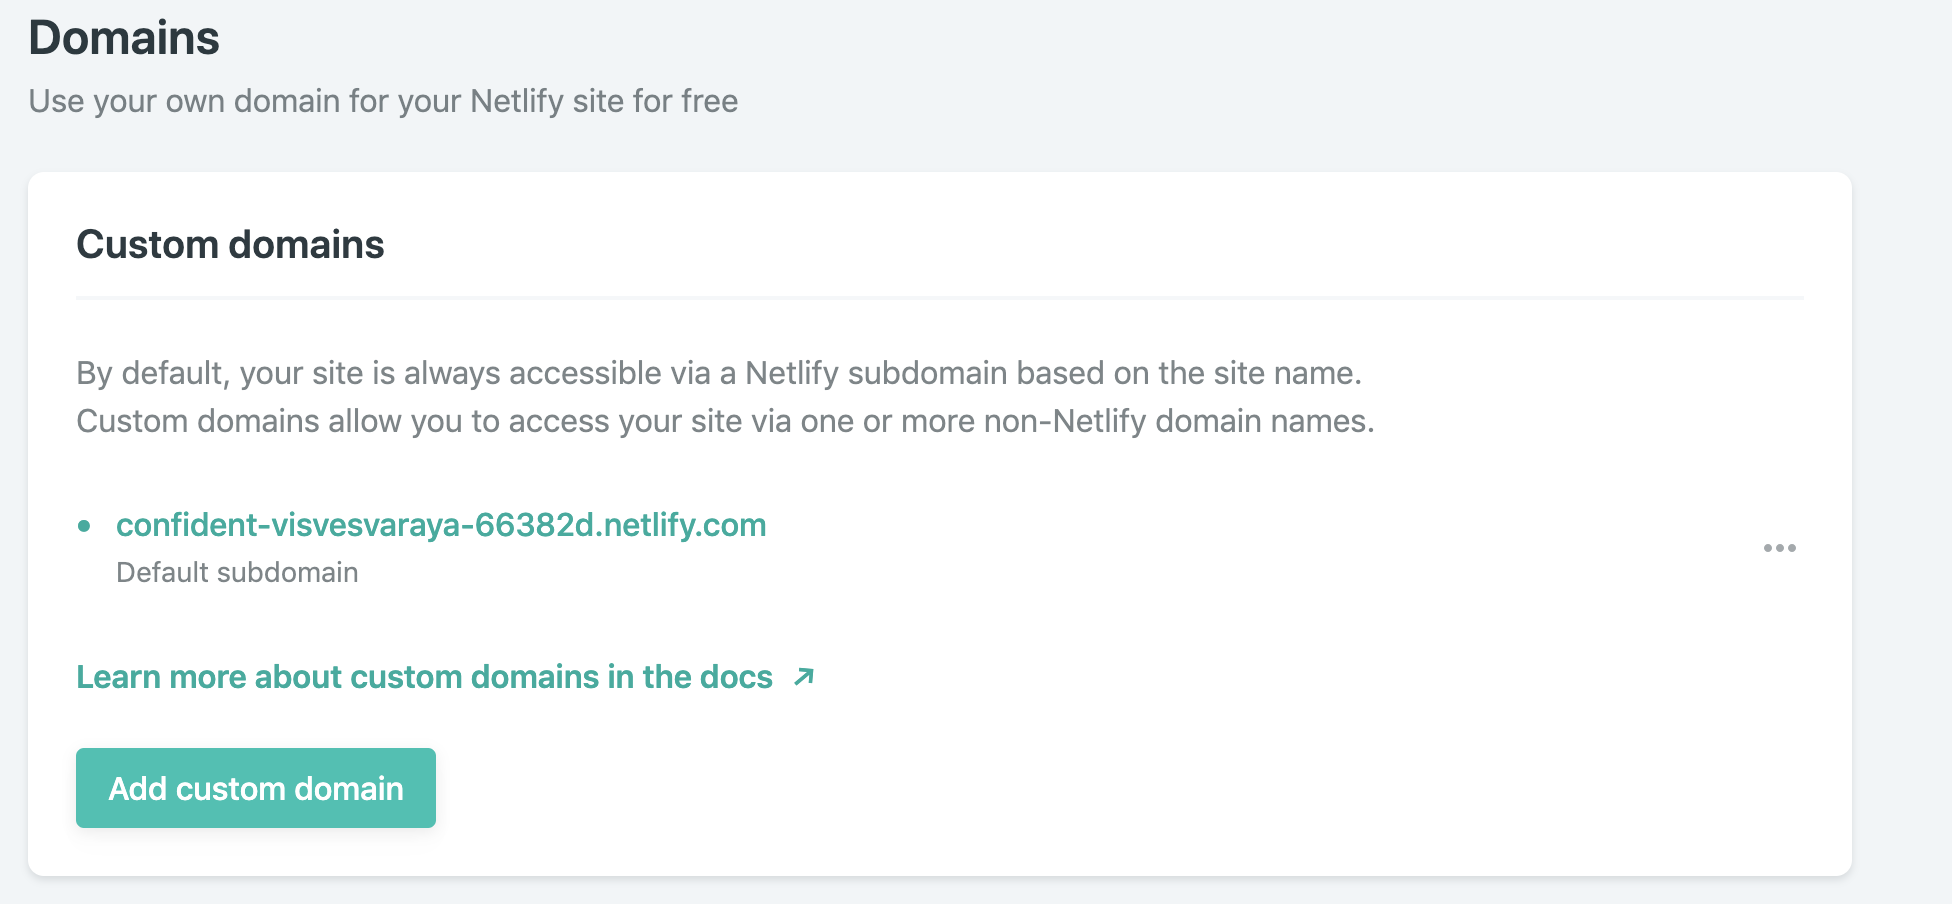 Domains
Use your own domain for your Netlify site for free
Custom domains
By default, your site is always accessible via a Netlify subdomain based on the site name.
Custom domains allow you to access your site via one or more non-Netlify domain names.
confident-visvesvaraya-66382d.netlify.com
Default subdomain
Learn more about custom domains in the docs
Add custom domain